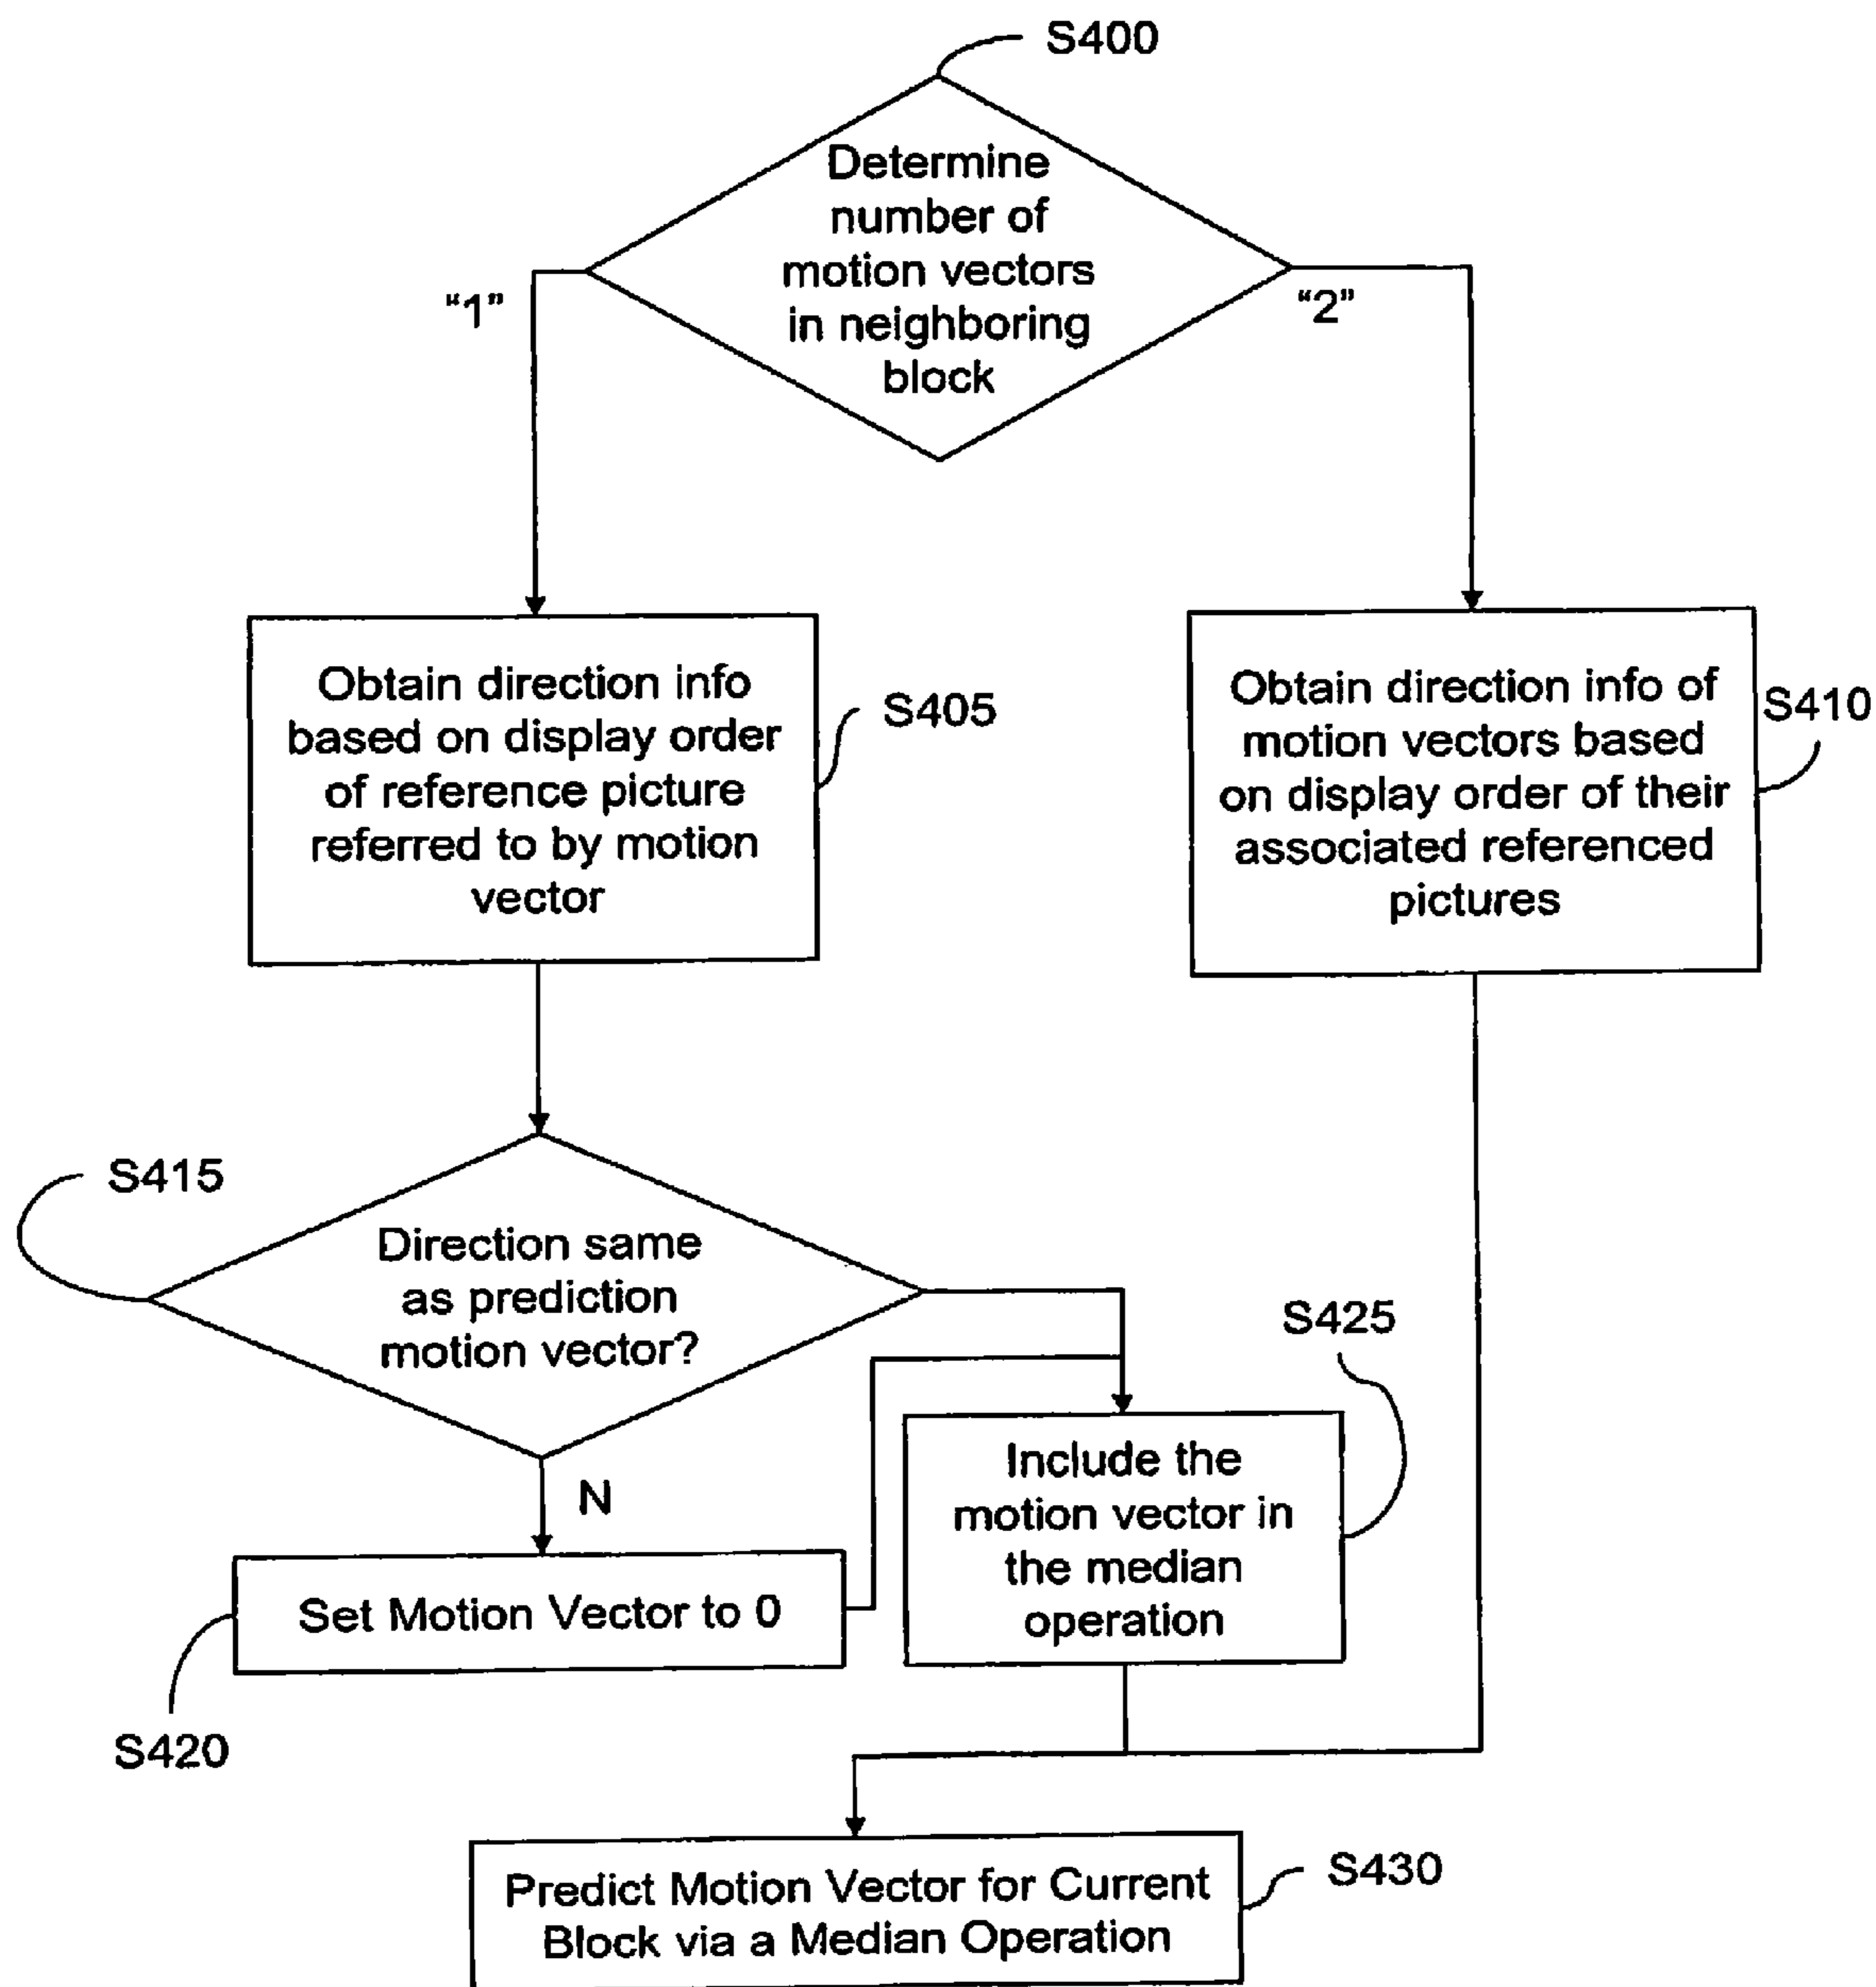 S400
Determine
number of
motion vectors
in neighboring
block
"1"
"2"
Obtain direction info
based on display order
of reference picture
referred to by motion
vector
S405
Obtain direction info of
motion vectors based
on display order of their
associated referenced
pictures
S410
S415
Direction same
as prediction
motion vector?
S425
N
Include the
motion vector in
the median
operation
Set Motion Vector to 0
S420
Predict Motion Vector for Current
Block via a Median Operation
S430